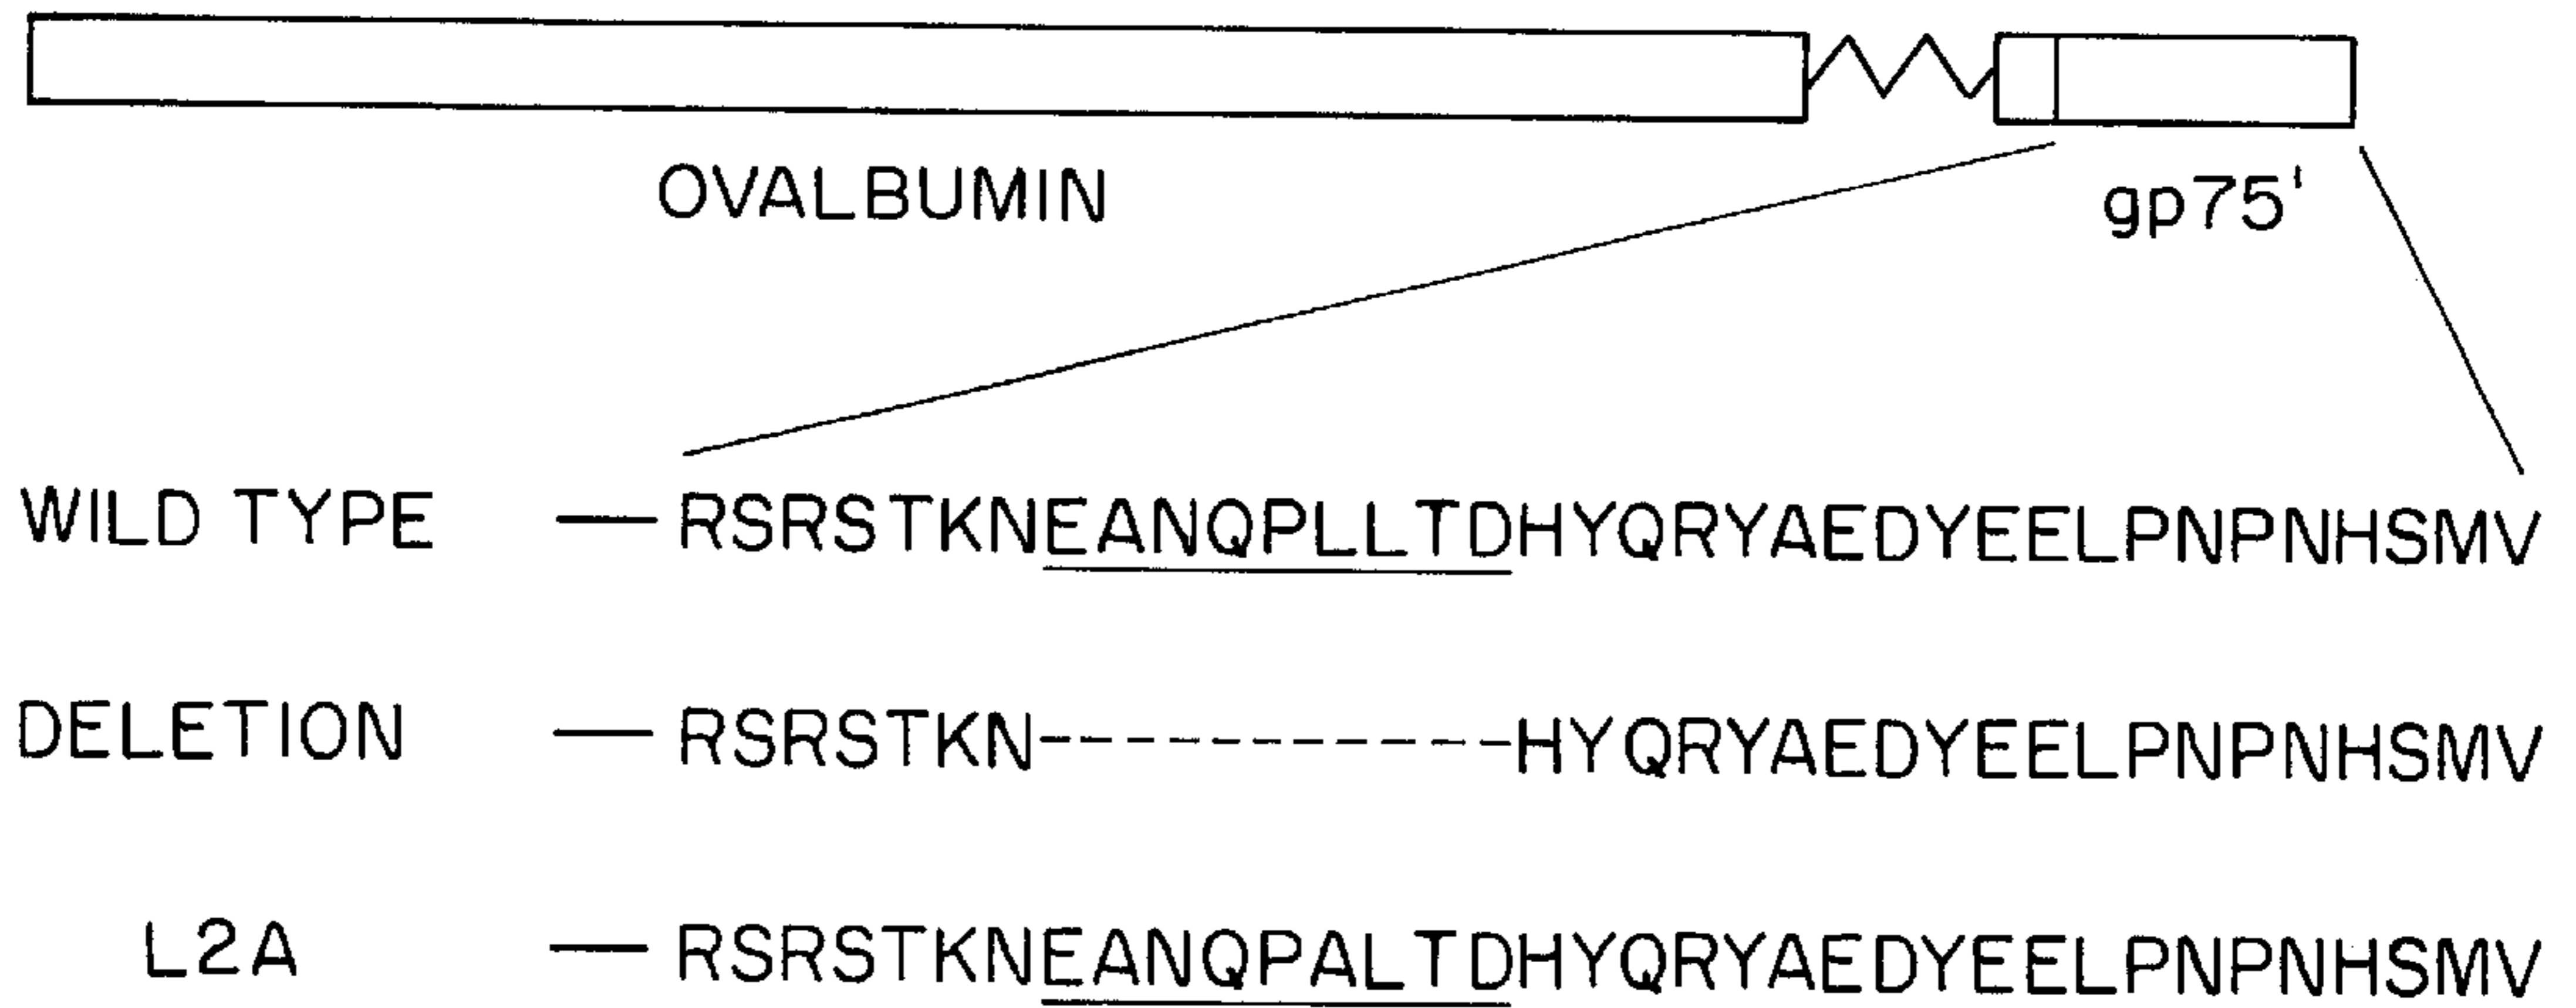 OVALBUMIN
gp75'
WILD TYPE — RSRSTKNEANQPLLTDHYQRYAEDYEELPNPNHSMV
DELETION — RSRSTKN----------HYQRYAEDYEELPNPNHSMV
L2A — RSRSTKNEANQPALTDHYQRYAEDYEELPNPNHSMV